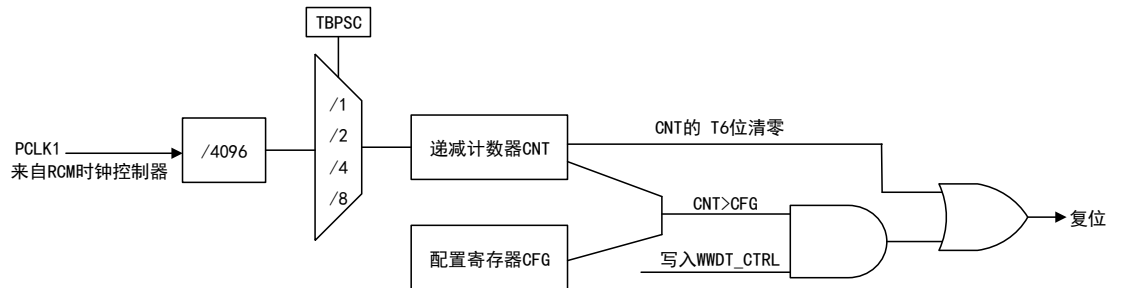 TBPSC
/1
/2
/4
/8
PCLK1
来自RCM时钟控制器
/4096
递减计数器CNT
CNT的 T6位清零
CNT>CFG
配置寄存器CFG
写入WWDT_CTRL
复位